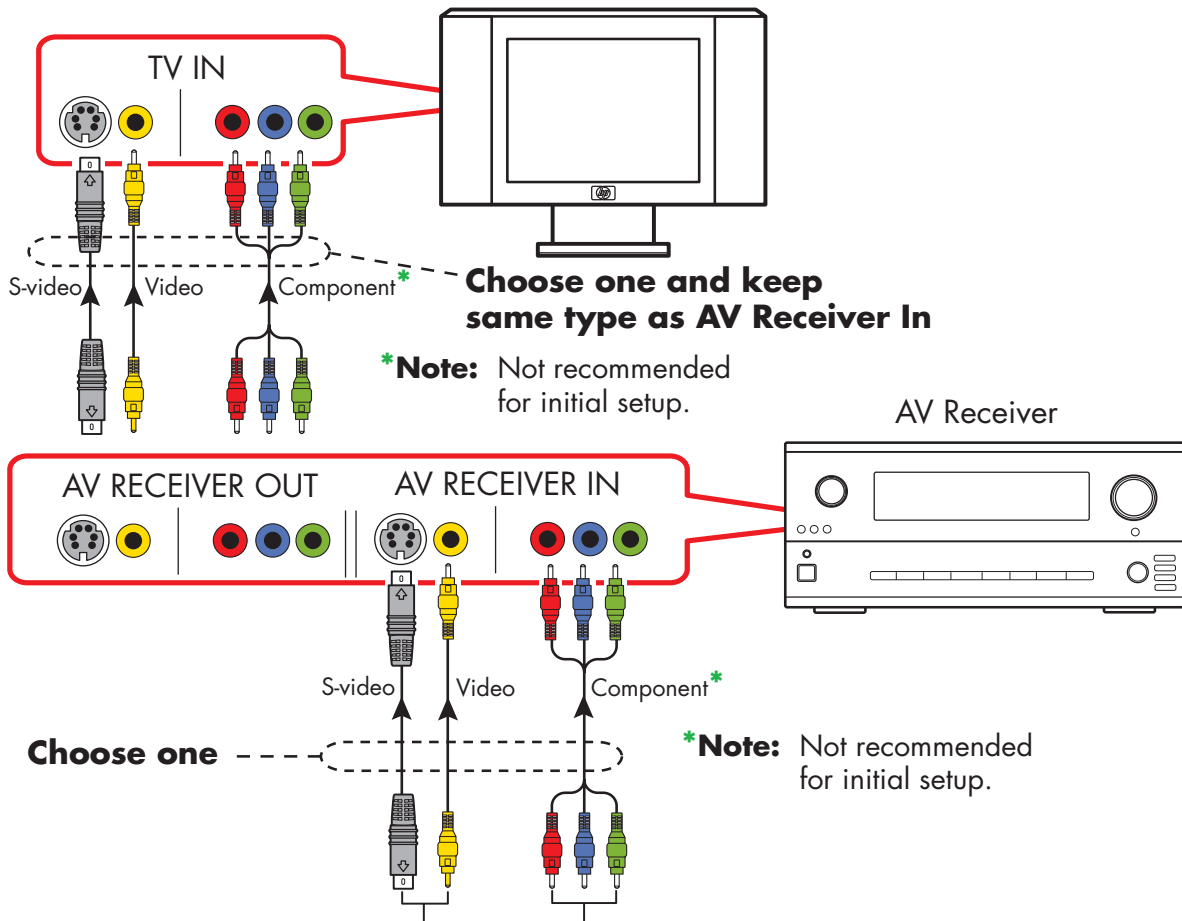 TV IN
S-video
Video
Component*
Choose one and keep
same type as AV Receiver In
*Note: Not recommended
for initial setup.
AV Receiver
AV RECEIVER OUT
AV RECEIVER IN
S-video
Video
Component*
Choose one
*Note: Not recommended
for initial setup.
hp